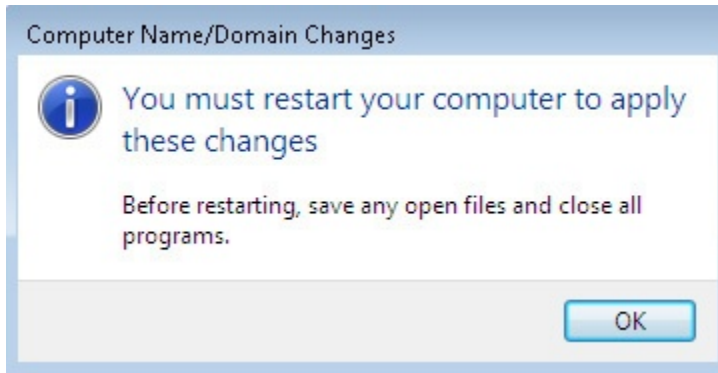 Computer Name/Domain Changes
You must restart your computer to apply
these changes
Before restarting, save any open files and close all
programs.
OK